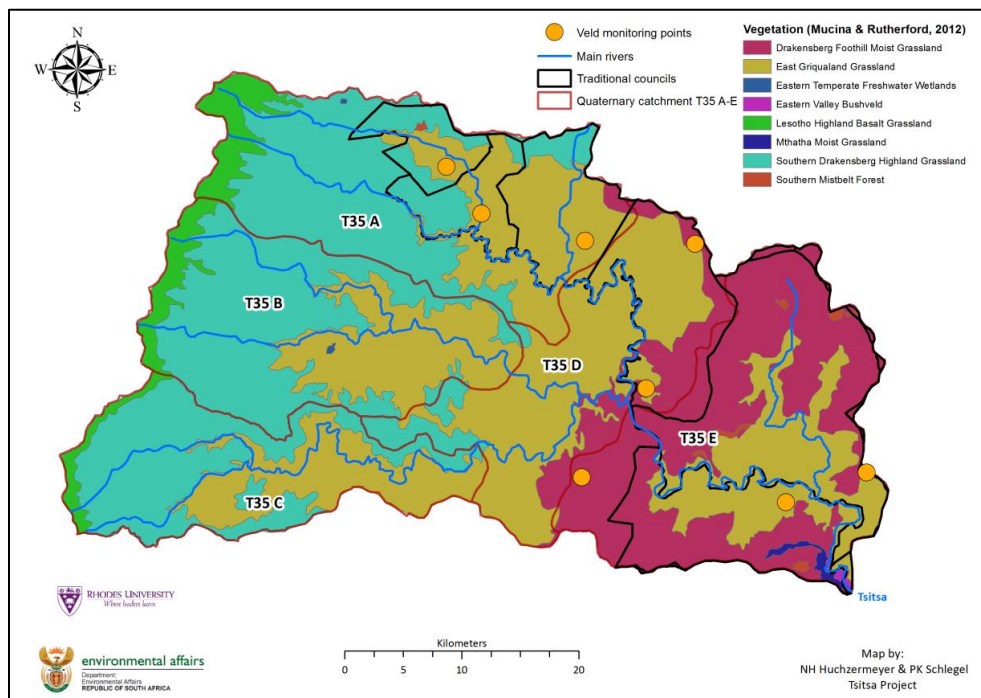 N
W E
S
Veld monitoring points
Main rivers
Traditional councils
Quaternary catchment T35 A-E
Vegetation (Mucina & Rutherford, 2012)
Drakensberg Foothill Moist Grassland
East Griqualand Grassland
Eastern Temperate Freshwater Wetlands
Eastern Valley Bushveld
Lesotho Highland Basalt Grassland
Mthatha Moist Grassland
Southern Drakensberg Highland Grassland
Southern Mistbelt Forest
T35 A
T35 B
T35 D
T35 E
T35 C
Tsitsa
RHODES UNIVERSITY
Where leaders learn
environmental affairs
Department:
Environmental Affairs
REPUBLIC OF SOUTH AFRICA
Kilometers
0 5 10 20
Map by:
NH Huchzermeyer & PK Schlegel
Tsitsa Project